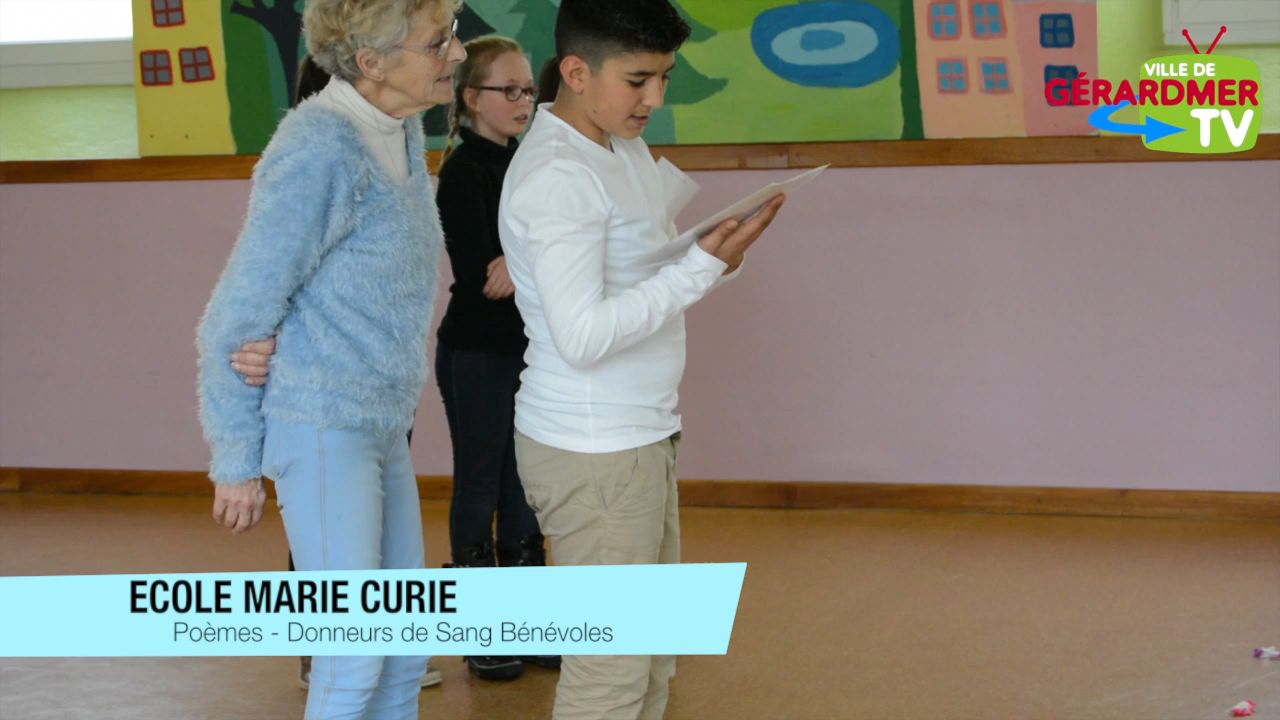 VILLE DE
GÉRARDMER
TV
ECOLE MARIE CURIE
Poèmes - Donneurs de Sang Bénévoles